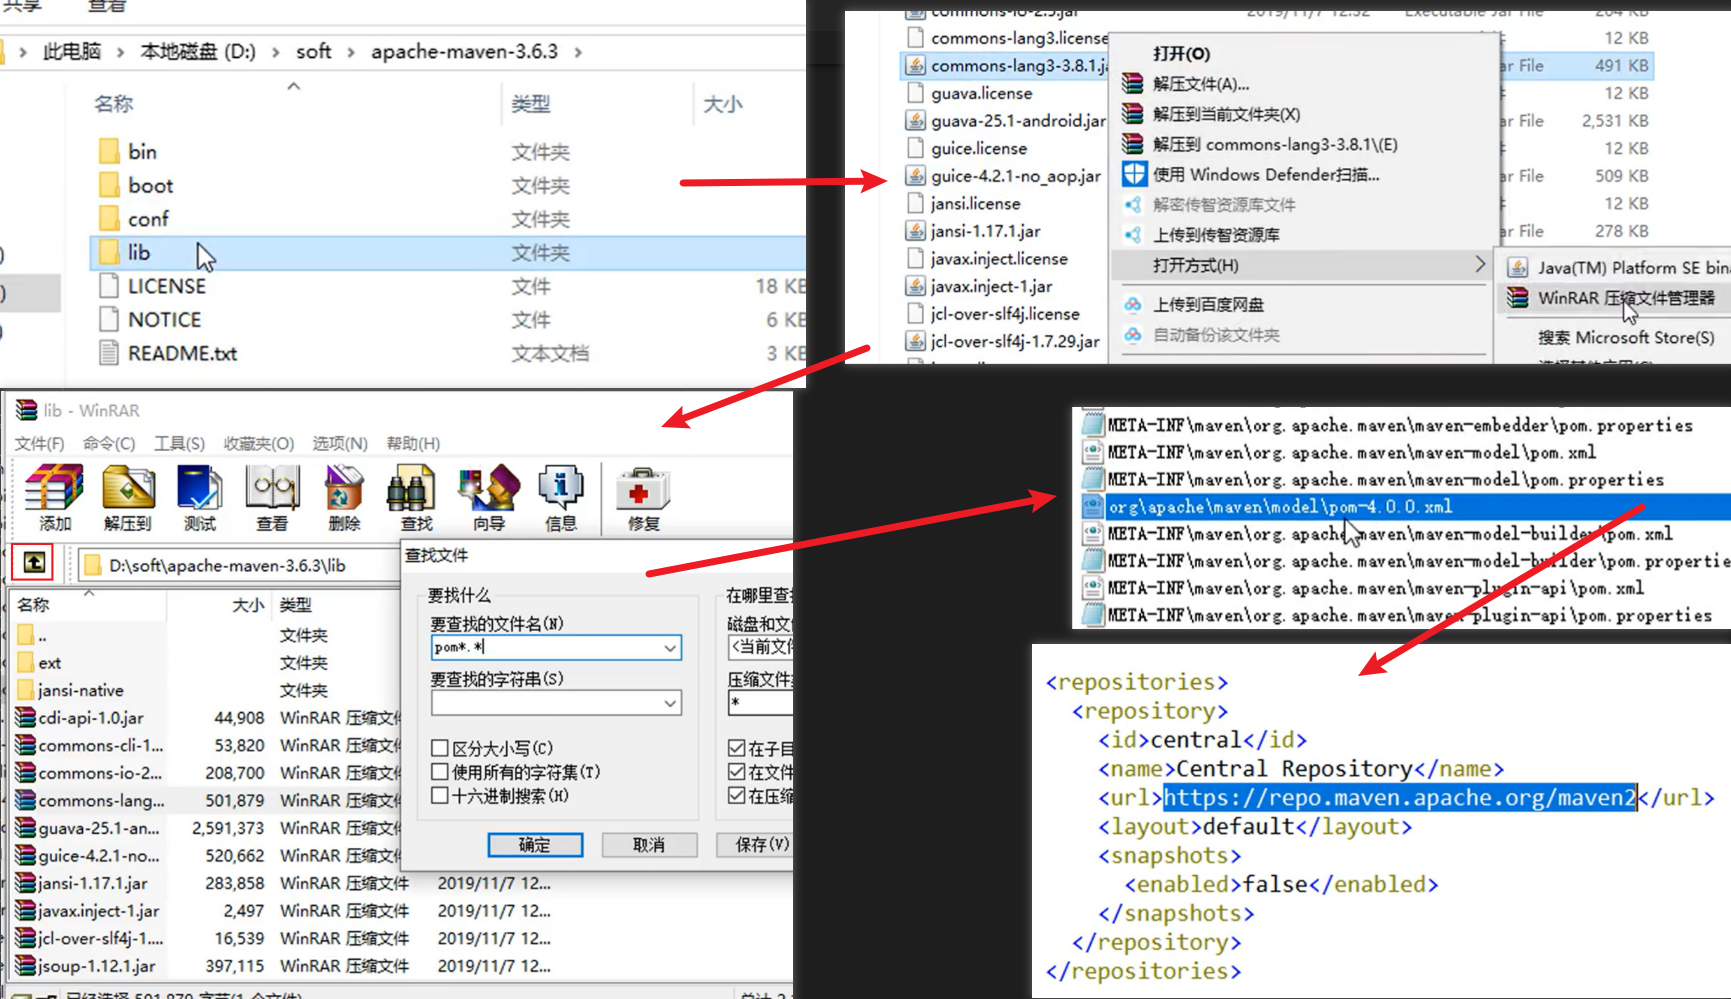 共享 查看
此电脑 > 本地磁盘 (D:) > soft > apache-maven-3.6.3 >
名称 类型 大小
bin 文件夹
boot 文件夹
conf 文件夹
lib 文件夹
LICENSE 文件 18 KB
NOTICE 文件 6 KB
README.txt 文本文档 3 KB
commons-io-2.5.jar 2019/11/7 12:32 Executable Jar File 204 KB
commons-lang3.license 12 KB
commons-lang3-3.8.1.ja ar File 491 KB
guava.license 12 KB
guava-25.1-android.jar ar File 2,531 KB
guice.license 12 KB
guice-4.2.1-no_aop.jar ar File 509 KB
jansi.license 12 KB
jansi-1.17.1.jar ar File 278 KB
javax.inject.license
javax.inject-1.jar
jcl-over-slf4j.license
jcl-over-slf4j-1.7.29.jar
打开(O)
解压文件(A)...
解压到当前文件夹(X)
解压到 commons-lang3-3.8.1\(E)
使用 Windows Defender扫描...
解密传智资源库文件
上传到传智资源库
打开方式(H) >
上传到百度网盘
自动备份该文件夹
Java(TM) Platform SE bina
WinRAR 压缩文件管理器
搜索 Microsoft Store(S)
lib - WinRAR
文件(F) 命令(C) 工具(S) 收藏夹(O) 选项(N) 帮助(H)
添加 解压到 测试 查看 删除 查找 向导 信息 修复
D:\soft\apache-maven-3.6.3\lib
名称 大小 类型
.. 文件夹
ext 文件夹
jansi-native 文件夹
cdi-api-1.0.jar 44,908 WinRAR 压缩文件
commons-cli-1... 53,820 WinRAR 压缩文件
commons-io-2... 208,700 WinRAR 压缩文件
commons-lang... 501,879 WinRAR 压缩文件
guava-25.1-an... 2,591,373 WinRAR 压缩文件
guice-4.2.1-no... 520,662 WinRAR 压缩文件
jansi-1.17.1.jar 283,858 WinRAR 压缩文件 2019/11/7 12...
javax.inject-1.jar 2,497 WinRAR 压缩文件 2019/11/7 12...
jcl-over-slf4j-1.... 16,539 WinRAR 压缩文件 2019/11/7 12...
jsoup-1.12.1.jar 397,115 WinRAR 压缩文件 2019/11/7 12...
已经选择 501,879 字节(1 个文件)
查找文件
要找什么 在哪里查找
要查找的文件名(N) 磁盘和文件
pom*.* <当前文件
要查找的字符串(S) 压缩文件
*
区分大小写(C) 在子目
使用所有的字符集(T) 在文件
十六进制搜索(H) 在压缩
确定 取消 保存(V)
META-INF\maven\org.apache.maven\maven-embedder\pom.properties
META-INF\maven\org.apache.maven\maven-model\pom.xml
META-INF\maven\org.apache.maven\maven-model\pom.properties
org\apache\maven\model\pom-4.0.0.xml
META-INF\maven\org.apache.maven\maven-model-builder\pom.xml
META-INF\maven\org.apache.maven\maven-model-builder\pom.propertie
META-INF\maven\org.apache.maven\maven-plugin-api\pom.xml
META-INF\maven\org.apache.maven\maven-plugin-api\pom.properties
<repositories>
<repository>
<id>central</id>
<name>Central Repository</name>
<url>https://repo.maven.apache.org/maven2</url>
<layout>default</layout>
<snapshots>
<enabled>false</enabled>
</snapshots>
</repository>
</repositories>